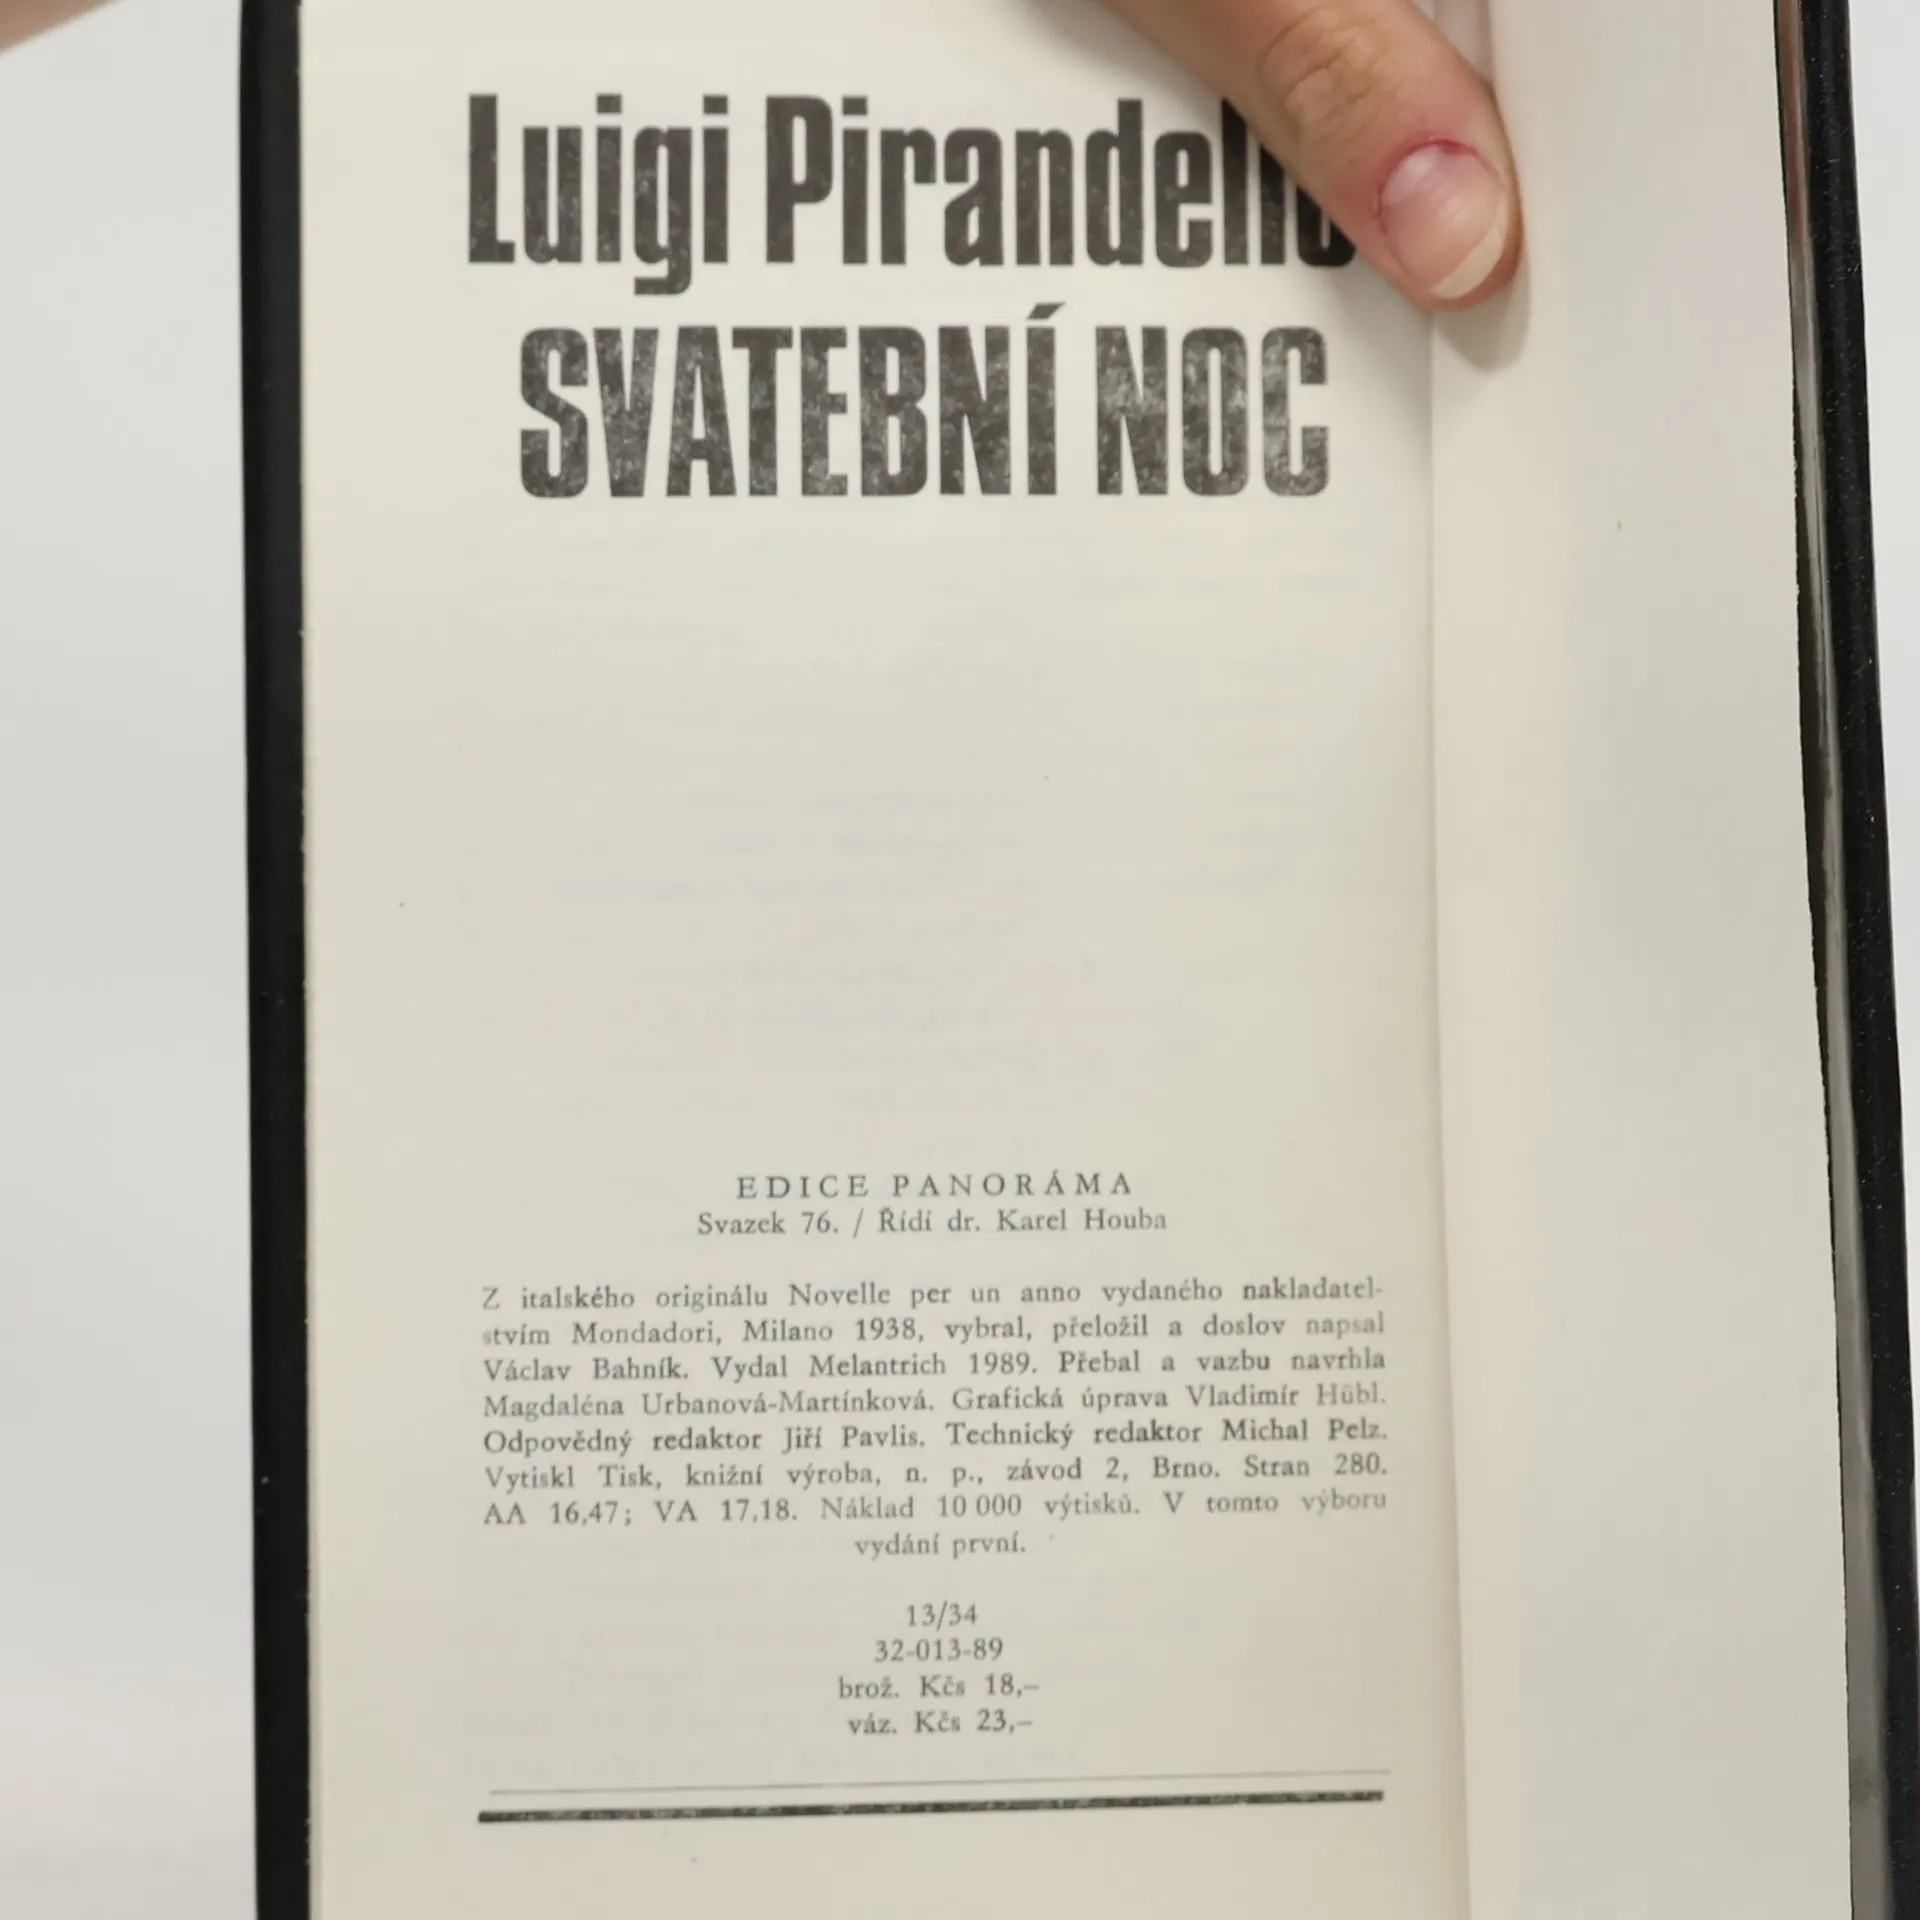 Luigi Pirandello
SVATEBNÍ NOC
EDICE PANORÁMA
Svazek 76. / Řídí dr. Karel Houba
Z italského originálu Novelle per un anno vydaného nakladatel-
stvím Mondadori, Milano 1938, vybral, přeložil a doslov napsal
Václav Bahník. Vydal Melantrich 1989. Přebal a vazbu navrhla
Magdaléna Urbanová-Martínková. Grafická úprava Vladimír Hübl.
Odpovědný redaktor Jiří Pavlis. Technický redaktor Michal Pelz.
Vytiskl Tisk, knižní výroba, n. p., závod 2, Brno. Stran 280.
AA 16,47; VA 17,18. Náklad 10 000 výtisků. V tomto výboru
vydání první.
13/34
32-013-89
brož. Kčs 18,–
váz. Kčs 23,–